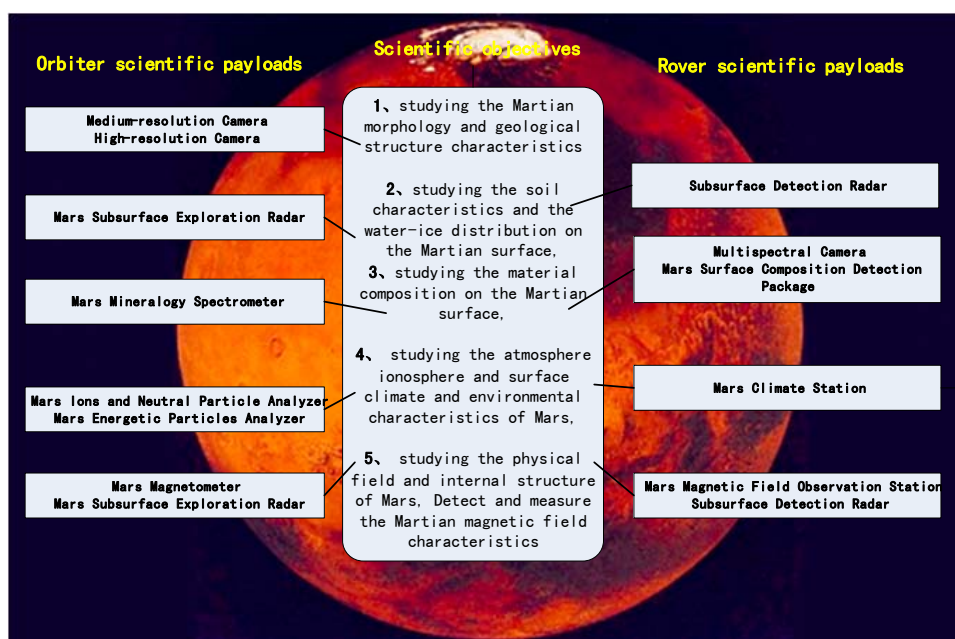 Scientific objectives
Orbiter scientific payloads
Rover scientific payloads
Medium-resolution Camera
High-resolution Camera
Mars Subsurface Exploration Radar
Mars Mineralogy Spectrometer
Mars Ions and Neutral Particle Analyzer
Mars Energetic Particles Analyzer
Mars Magnetometer
Mars Subsurface Exploration Radar
1、studying the Martian
morphology and geological
structure characteristics
2、studying the soil
characteristics and the
water-ice distribution on
the Martian surface,
3、studying the material
composition on the Martian
surface,
4、 studying the atmosphere
ionosphere and surface
climate and environmental
characteristics of Mars,
5、 studying the physical
field and internal structure
of Mars, Detect and measure
the Martian magnetic field
characteristics
Subsurface Detection Radar
Multispectral Camera
Mars Surface Composition Detection
Package
Mars Climate Station
Mars Magnetic Field Observation Station
Subsurface Detection Radar